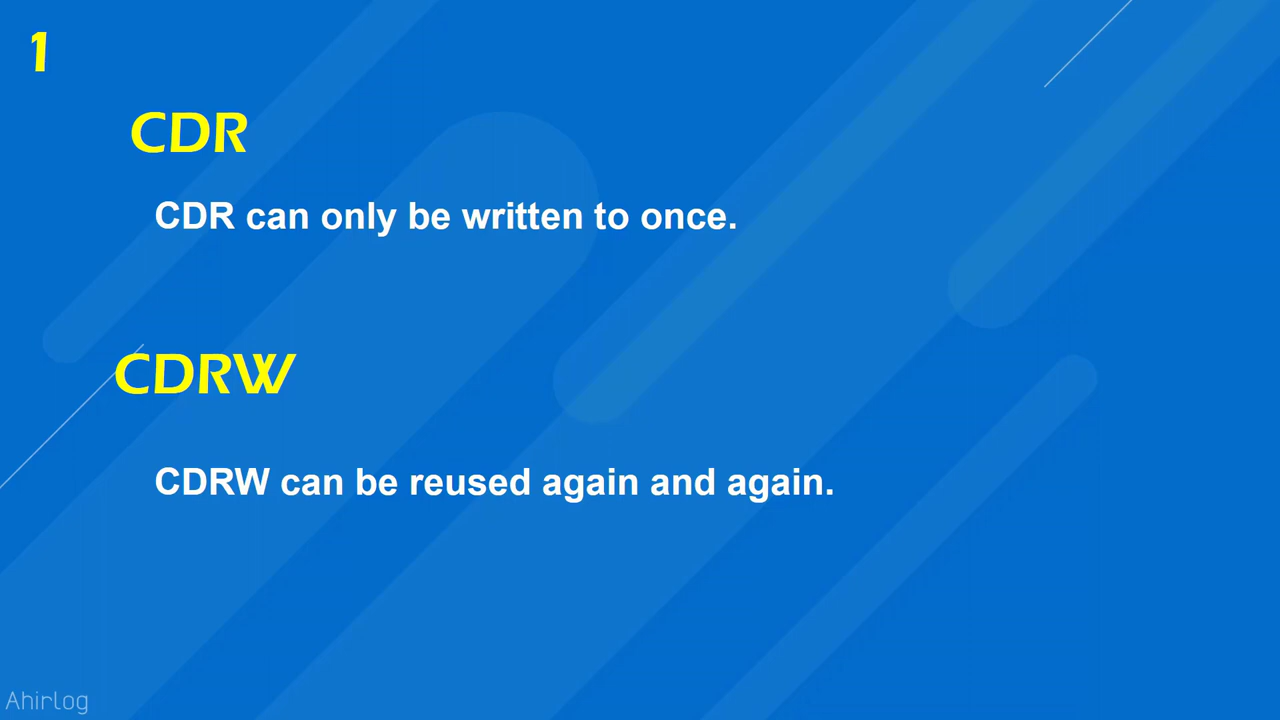 1
CDR
CDR can only be written to once.
CDRW
CDRW can be reused again and again.
Ahirlog